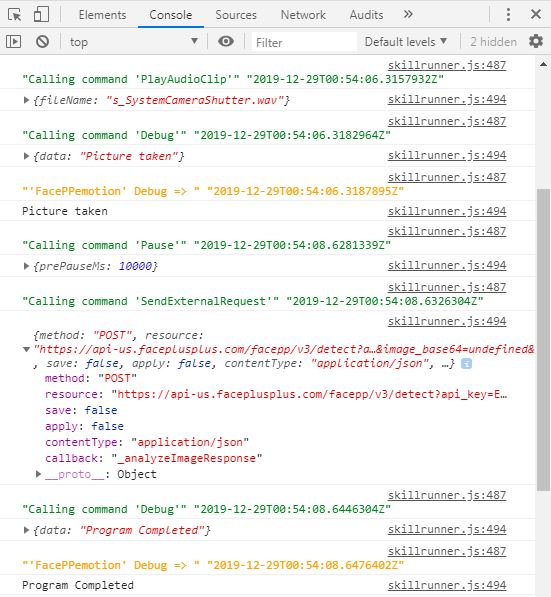 Elements Console Sources Network Audits »
top ▼ Filter Default levels ▼ 2 hidden
skillrunner.js:487
"Calling command 'PlayAudioClip'" "2019-12-29T00:54:06.3157932Z"
{fileName: "s_SystemCameraShutter.wav"} skillrunner.js:494
skillrunner.js:487
"Calling command 'Debug'" "2019-12-29T00:54:06.3182964Z"
{data: "Picture taken"} skillrunner.js:494
skillrunner.js:487
"'FacePPemotion' Debug => " "2019-12-29T00:54:06.3187895Z"
Picture taken skillrunner.js:494
skillrunner.js:487
"Calling command 'Pause'" "2019-12-29T00:54:08.6281339Z"
{prePauseMs: 10000} skillrunner.js:494
skillrunner.js:487
"Calling command 'SendExternalRequest'" "2019-12-29T00:54:08.6326304Z"
skillrunner.js:494
{method: "POST", resource:
"https://api-us.faceplusplus.com/facepp/v3/detect?a…&image_base64=undefined&
, save: false, apply: false, contentType: "application/json", …} i
method: "POST"
resource: "https://api-us.faceplusplus.com/facepp/v3/detect?api_key=E…
save: false
apply: false
contentType: "application/json"
callback: "_analyzeImageResponse"
__proto__: Object
skillrunner.js:487
"Calling command 'Debug'" "2019-12-29T00:54:08.6446304Z"
{data: "Program Completed"} skillrunner.js:494
skillrunner.js:487
"'FacePPemotion' Debug => " "2019-12-29T00:54:08.6476402Z"
Program Completed skillrunner.js:494